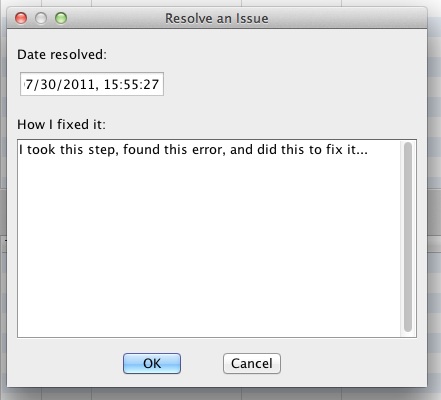 Resolve an Issue
Date resolved:
7/30/2011, 15:55:27
How I fixed it:
I took this step, found this error, and did this to fix it...
OK
Cancel